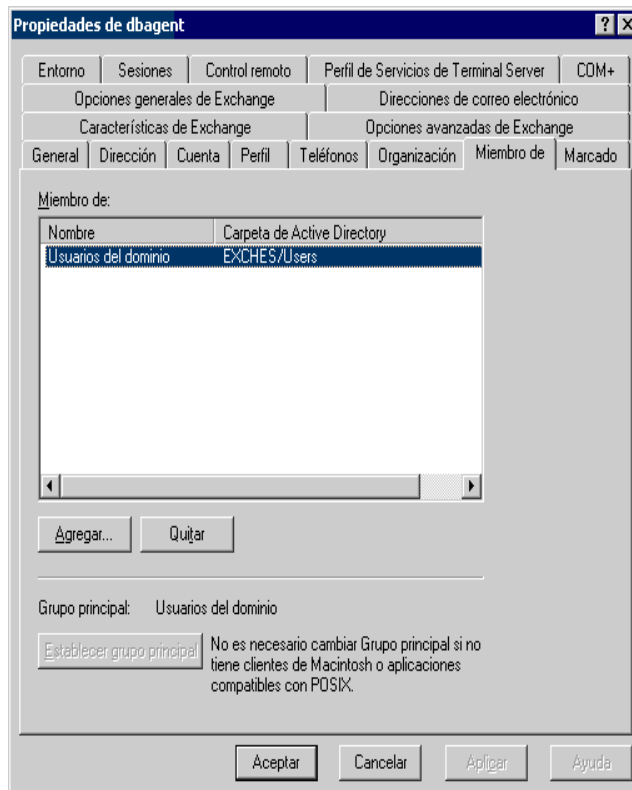 Propiedades de dbagent
Entorno Sesiones Control remoto Perfil de Servicios de Terminal Server COM+
Opciones generales de Exchange Direcciones de correo electrónico
Características de Exchange Opciones avanzadas de Exchange
General Dirección Cuenta Perfil Teléfonos Organización Miembro de Marcado
Miembro de:
Nombre Carpeta de Active Directory
Usuarios del dominio EXCHES/Users
Agregar... Quitar
Grupo principal: Usuarios del dominio
Establecer grupo principal
No es necesario cambiar Grupo principal si no
tiene clientes de Macintosh o aplicaciones
compatibles con POSIX.
Aceptar Cancelar Aplicar Ayuda